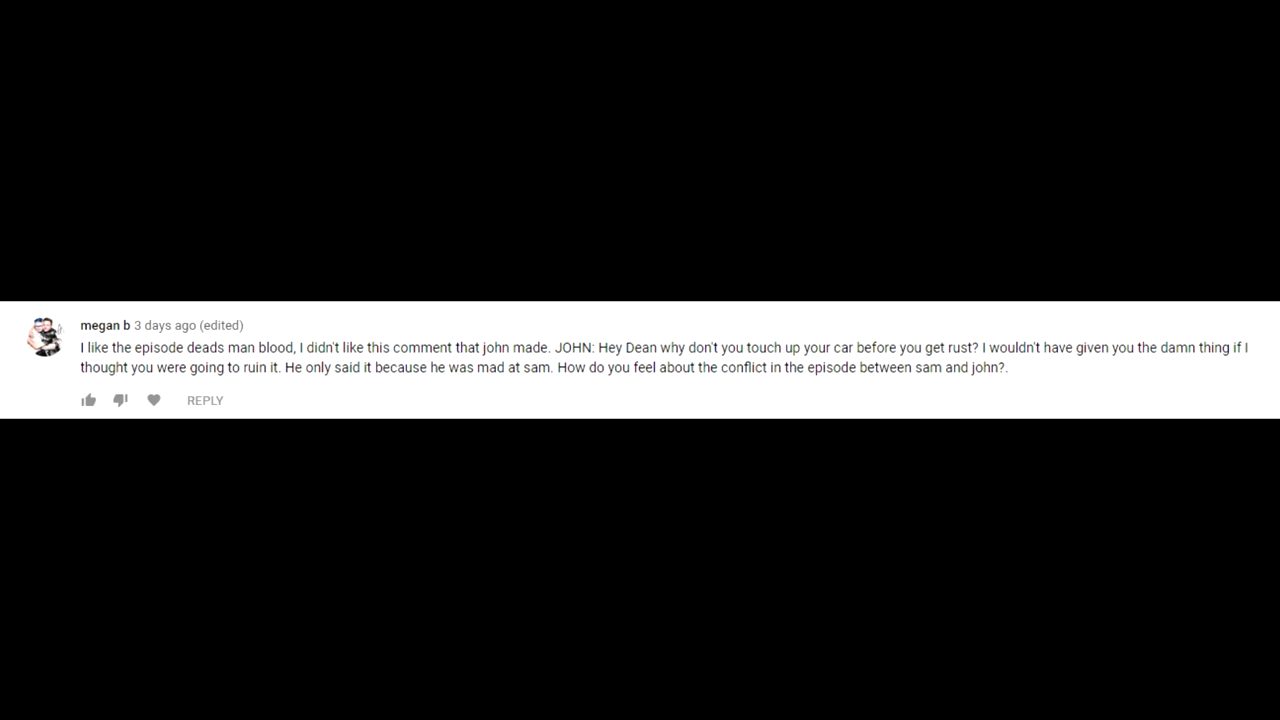 megan b 3 days ago (edited)
I like the episode deads man blood, I didn't like this comment that john made. JOHN: Hey Dean why don't you touch up your car before you get rust? I wouldn't have given you the damn thing if I
thought you were going to ruin it. He only said it because he was mad at sam. How do you feel about the conflict in the episode between sam and john?.
REPLY